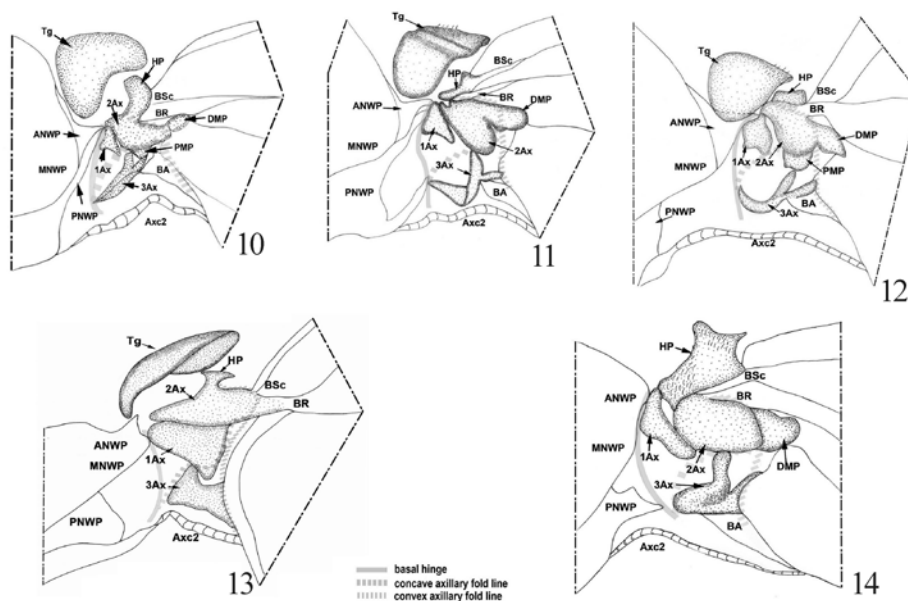 Tg
HP
BSc
2Ax
BR
DMP
ANWP
PMP
MNWP
1Ax
BA
3Ax
PNWP
Axc2
10
Tg
BSc
HP
ANWP
BR
DMP
MNWP
1Ax
2Ax
3Ax
PNWP
BA
Axc2
11
Tg
HP
BSc
ANWP
BR
DMP
MNWP
1Ax
2Ax
PMP
PNWP
3Ax
BA
Axc2
12
Tg
HP
2Ax
BSc
BR
ANWP
MNWP
1Ax
3Ax
PNWP
Axc2
13
HP
ANWP
BR
MNWP
1Ax
2Ax
DMP
3Ax
PNWP
BA
Axc2
14
basal hinge
concave axillary fold line
convex axillary fold line